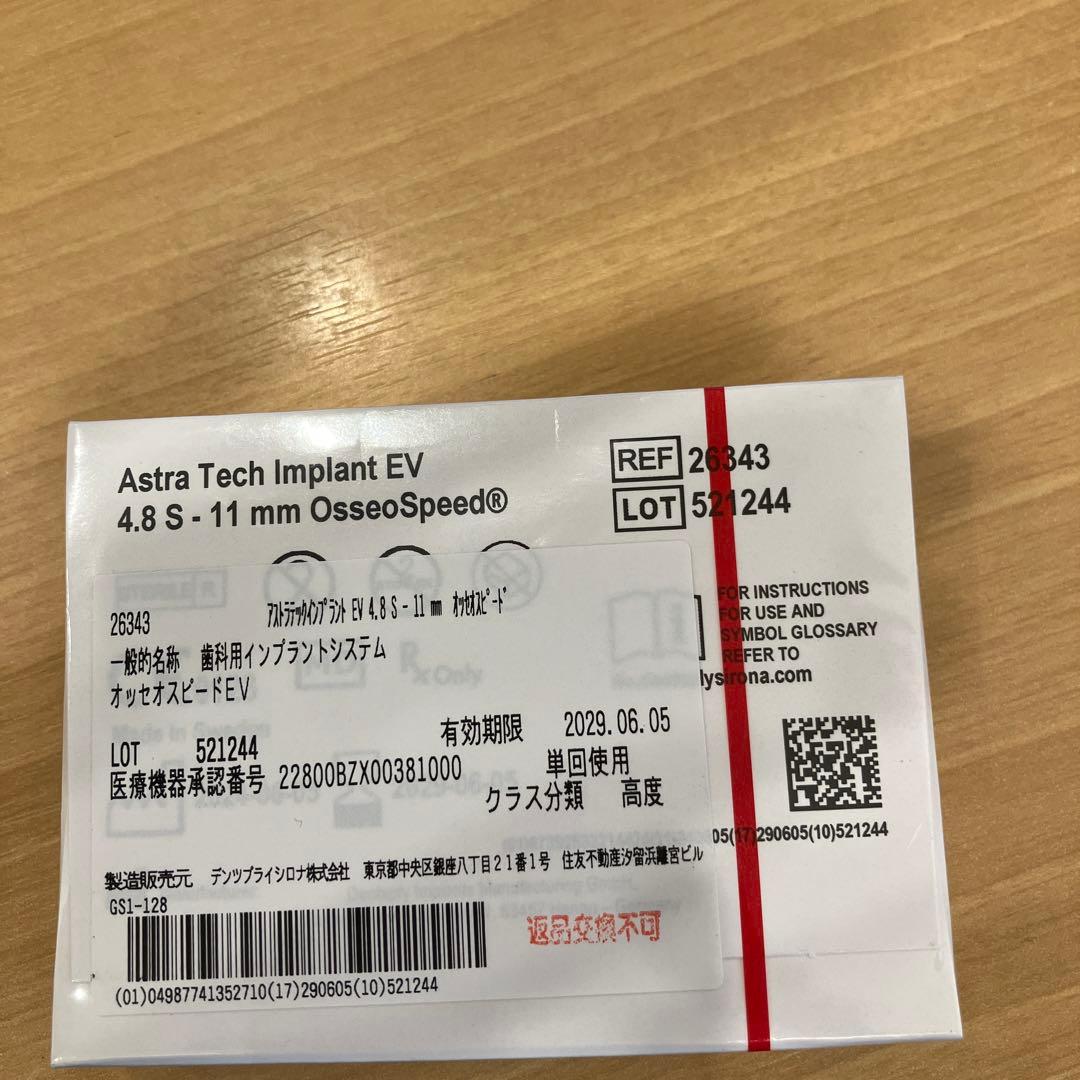 Astra Tech Implant EV
4.8 S - 11 mm OsseoSpeed®
REF 26343
LOT 521244
FOR INSTRUCTIONS
FOR USE AND
SYMBOL GLOSSARY
REFER TO
lysirona.com
05(17)290605(10)521244
26343 ｱｽﾄﾗﾃｯｸｲﾝﾌﾟﾗﾝﾄ EV 4.8 S - 11 mm ｵｯｾｵｽﾋﾟｰﾄﾞ
一般的名称 歯科用インプラントシステム
オッセオスピードEV
Rx Only
Made in Sweden
有効期限 2029.06.05
LOT 521244
単回使用
医療機器承認番号 22800BZX00381000
クラス分類 高度
製造販売元 デンツプライシロナ株式会社 東京都中央区銀座八丁目21番1号 住友不動産汐留浜離宮ビル
GS1-128
返品交換不可
(01)04987741352710(17)290605(10)521244